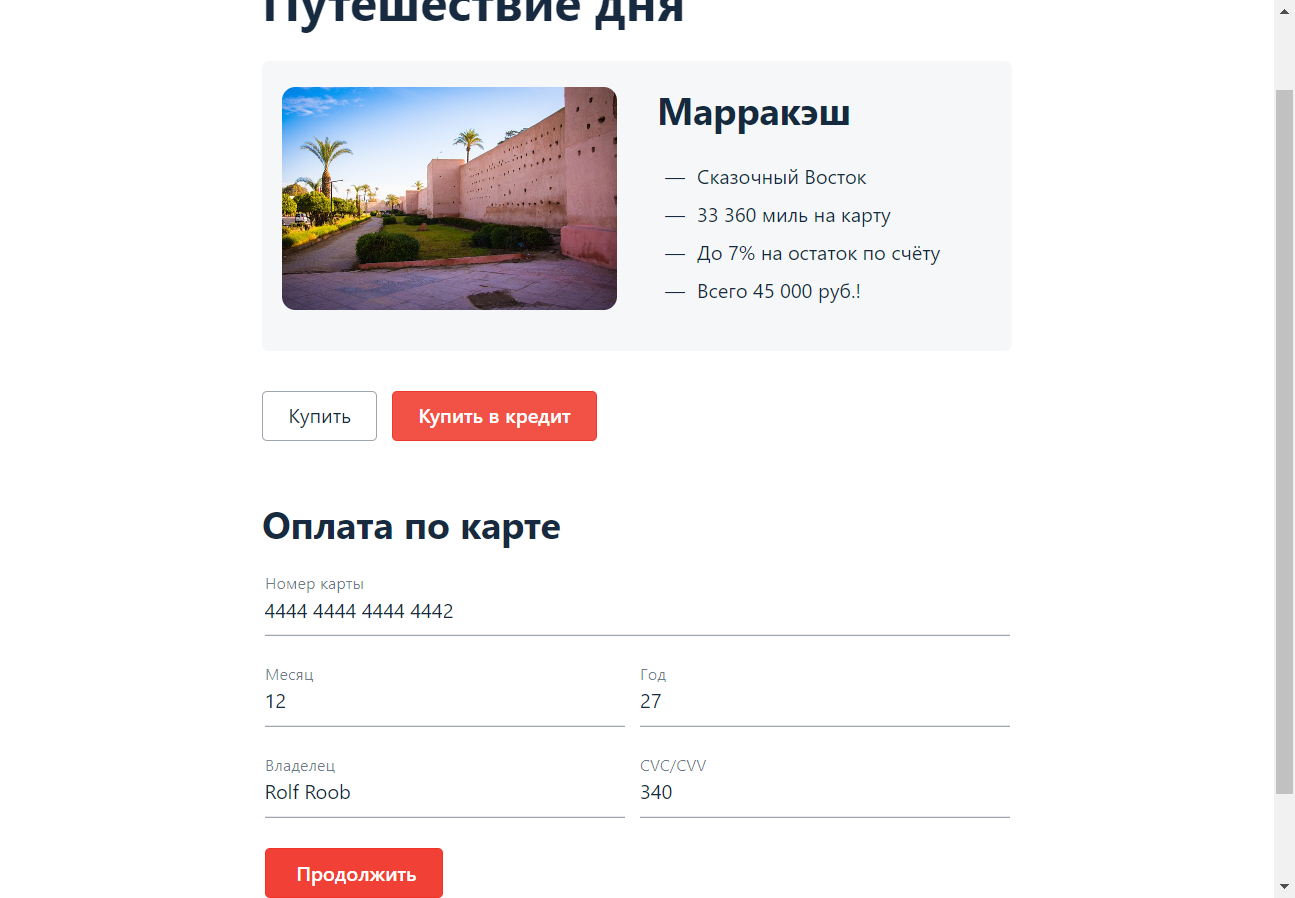 Путешествие дня
Марракэш
— Сказочный Восток
— 33 360 миль на карту
— До 7% на остаток по счёту
— Всего 45 000 руб.!
Купить
Купить в кредит
Оплата по карте
Номер карты
4444 4444 4444 4442
Месяц
Год
12
27
Владелец
CVC/CVV
Rolf Roob
340
Продолжить